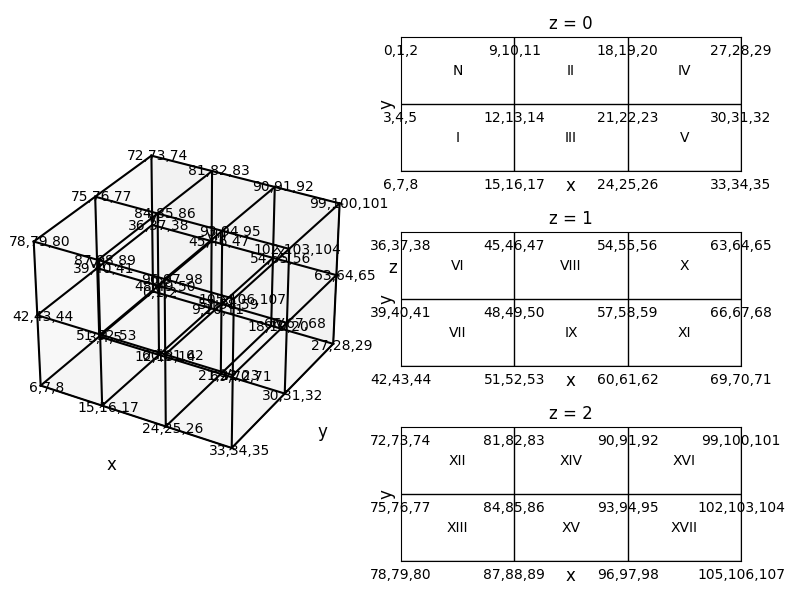 72,73,74
81,82,83
90,91,92
99,100,101
75,76,77
78,79,80
84,85,86
36,37,38
45,46,47
102,103,104
63,64,65
42,43,44
27,28,29
6,7,8
15,16,17
24,25,26
30,31,32
33,34,35
x
y
z
z = 0
0,1,2
9,10,11
18,19,20
27,28,29
N
II
IV
y
3,4,5
12,13,14
21,22,23
30,31,32
I
III
V
6,7,8
15,16,17
x
24,25,26
33,34,35
z = 1
36,37,38
45,46,47
54,55,56
63,64,65
VI
VIII
X
y
39,40,41
48,49,50
57,58,59
66,67,68
VII
IX
XI
42,43,44
51,52,53
x
60,61,62
69,70,71
z = 2
72,73,74
81,82,83
90,91,92
99,100,101
XII
XIV
XVI
y
75,76,77
84,85,86
93,94,95
102,103,104
XIII
XV
XVII
78,79,80
87,88,89
x
96,97,98
105,106,107